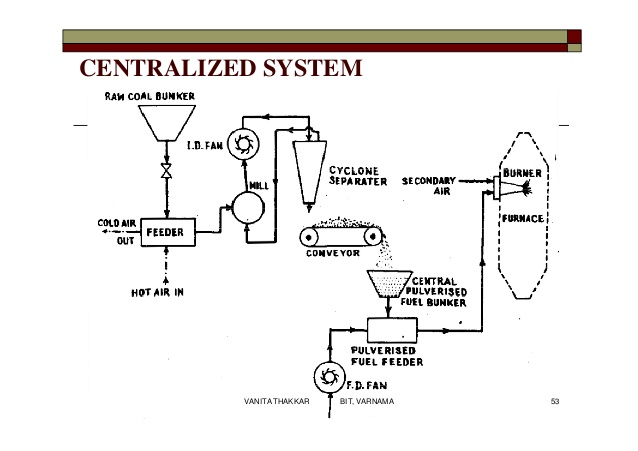 CENTRALIZED SYSTEM
RAW COAL BUNKER
I.D. FAN
MILL
CYCLONE
SEPARATER
SECONDARY
AIR
BURNER
FURNACE
COLD AIR
OUT
FEEDER
HOT AIR IN
CONVEYOR
CENTRAL
PULVERISED
FUEL BUNKER
PULVERISED
FUEL FEEDER
F.D. FAN
VANITA THAKKAR BIT, VARNAMA 53